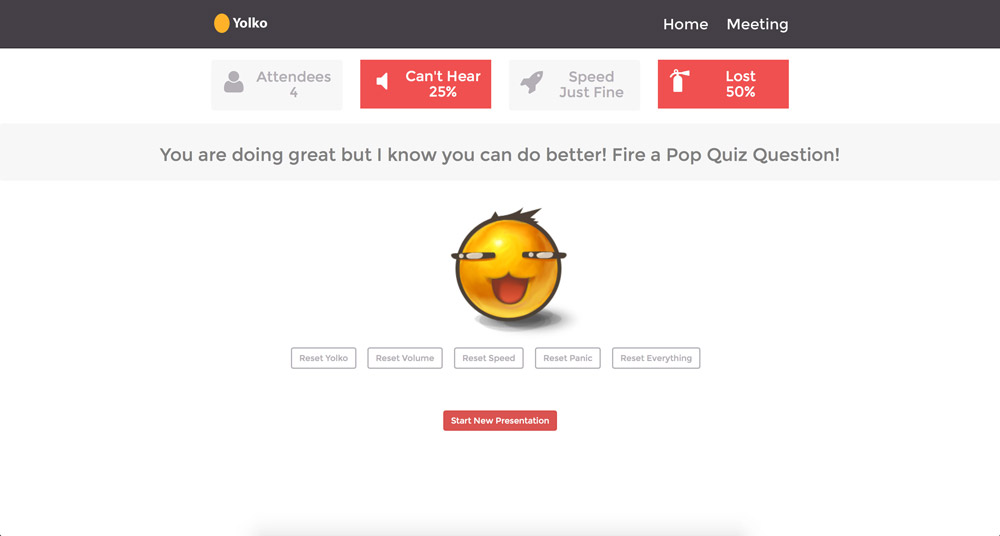 Yolko
Home
Meeting
Attendees
4
Can't Hear
25%
Speed
Just Fine
Lost
50%
You are doing great but I know you can do better! Fire a Pop Quiz Question!
Reset Yolko
Reset Volume
Reset Speed
Reset Panic
Reset Everything
Start New Presentation